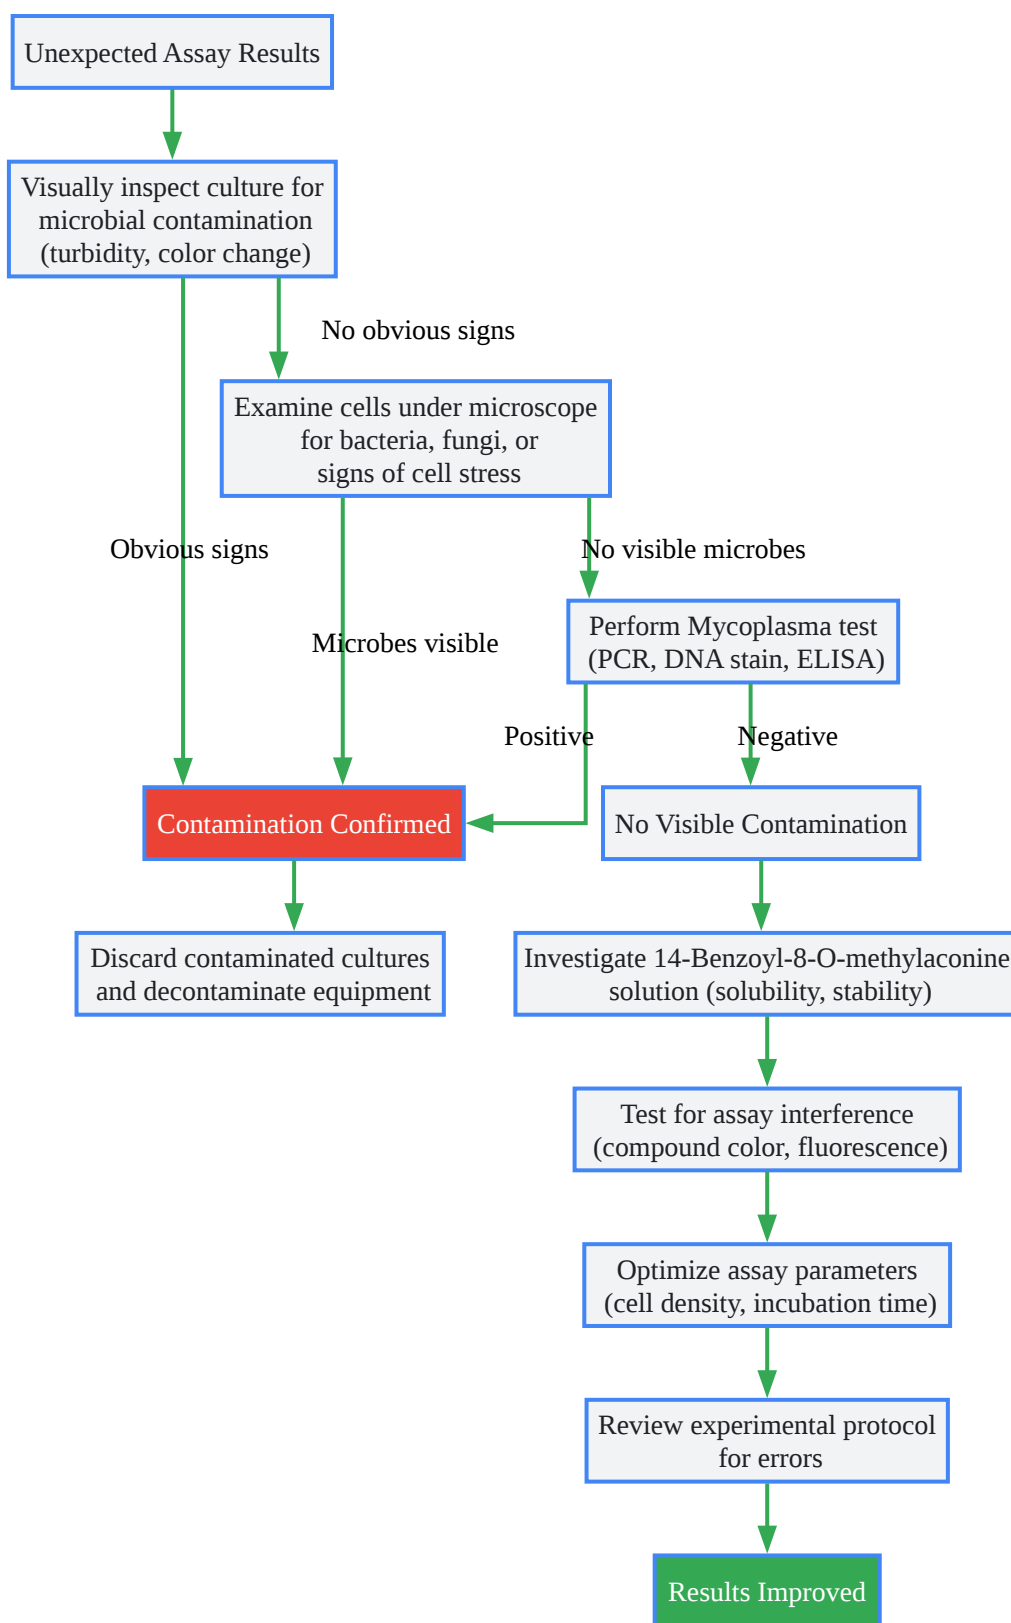 Unexpected Assay Results
Visually inspect culture for
microbial contamination
(turbidity, color change)
No obvious signs
Examine cells under microscope
for bacteria, fungi, or
signs of cell stress
Obvious signs
No visible microbes
Perform Mycoplasma test
(PCR, DNA stain, ELISA)
Microbes visible
Positive
Negative
Contamination Confirmed
No Visible Contamination
Discard contaminated cultures
and decontaminate equipment
Investigate 14-Benzoyl-8-O-methylaconine
solution (solubility, stability)
Test for assay interference
(compound color, fluorescence)
Optimize assay parameters
(cell density, incubation time)
Review experimental protocol
for errors
Results Improved